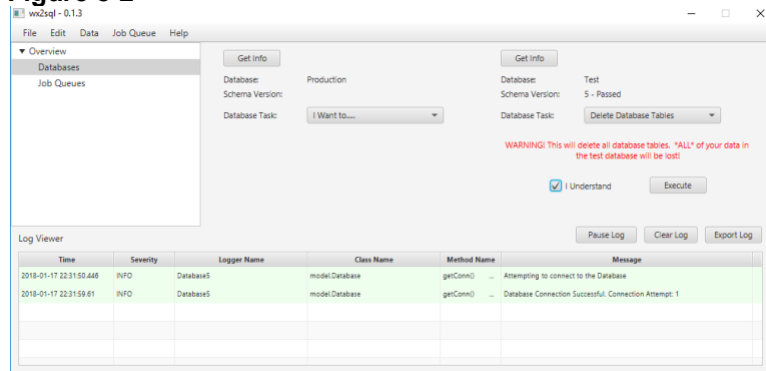 wx2sql - 0.1.3
File Edit Data Job Queue Help
Overview
Databases
Job Queues
Get Info
Database: Production
Schema Version:
Database Task: I Want to.....
Get Info
Database: Test
Schema Version: 5 - Passed
Database Task: Delete Database Tables
WARNING! This will delete all database tables. *ALL* of your data in
the test database will be lost!
I Understand Execute
Log Viewer Pause Log Clear Log Export Log
Time Severity Logger Name Class Name Method Name Message
2018-01-17 22:31:50.446 INFO Database5 model.Database getConn() ... Attempting to connect to the Database
2018-01-17 22:31:59.61 INFO Database5 model.Database getConn() ... Database Connection Successful. Connection Attempt: 1